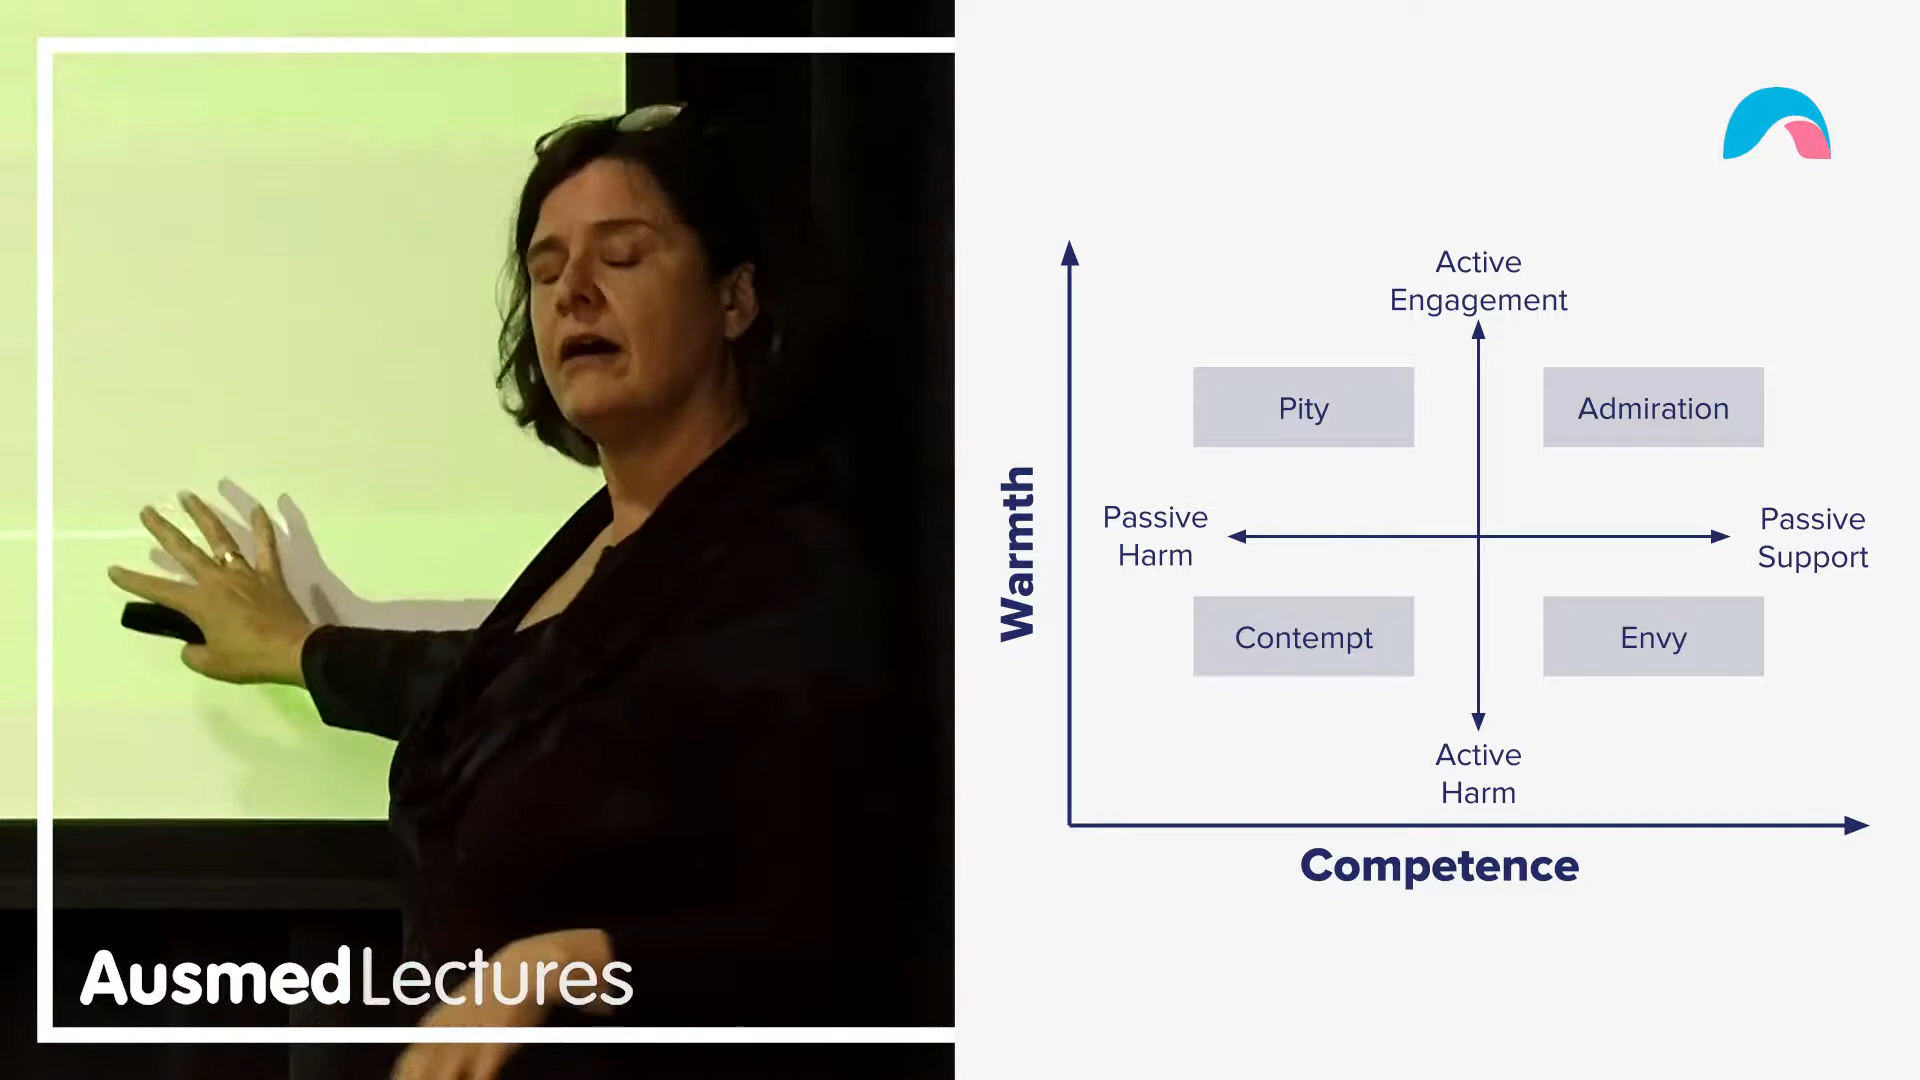 AusmedLectures
Active
Engagement
Pity
Admiration
Passive
Harm
Passive
Support
Warmth
Contempt
Envy
Active
Harm
Competence